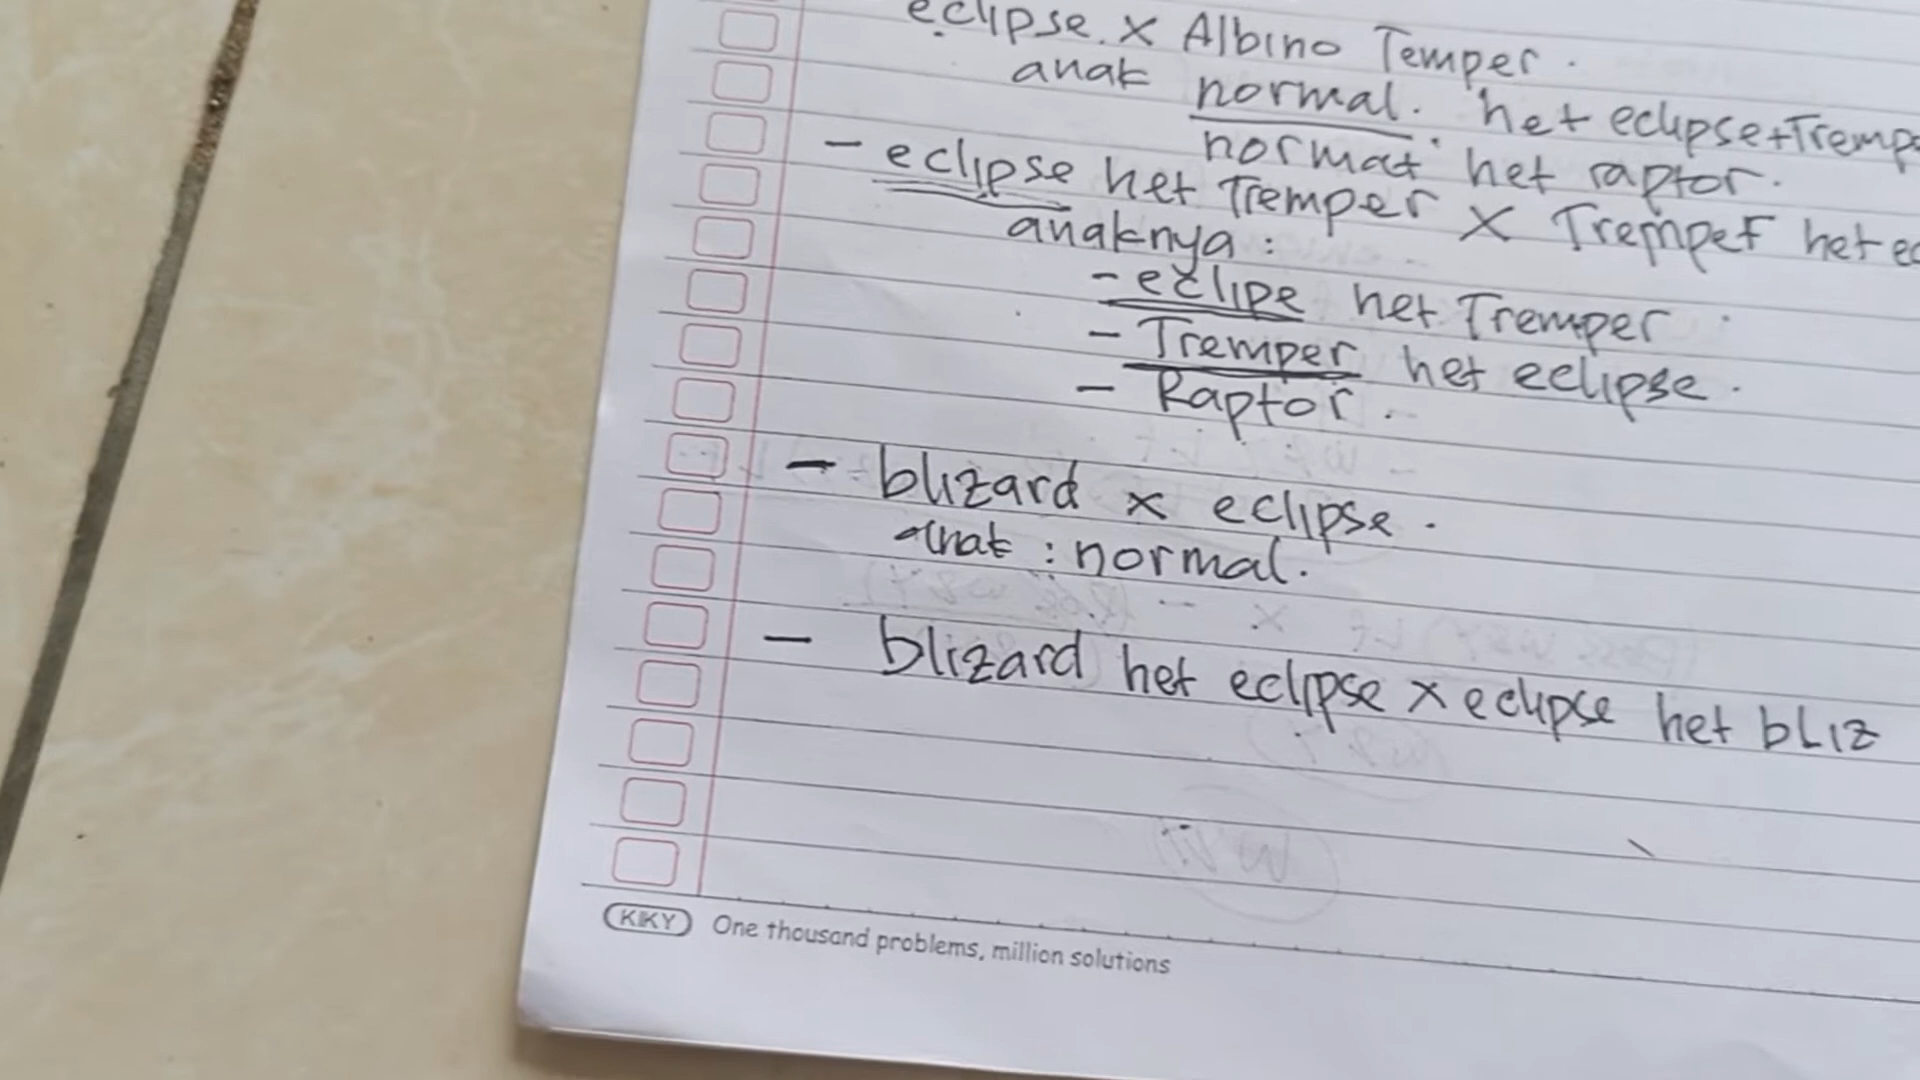 eclipse. x Albino Temper.
anak normal. het eclipse+Tremp
normal het raptor.
- eclipse het Tremper X Tremper het ec
anaknya :
- eclipe het Tremper
- Tremper het eclipse.
- Raptor.
- blizard x eclipse.
anak : normal.
- blizard het eclipse x eclipse het bliz
KIKY One thousand problems, million solutions